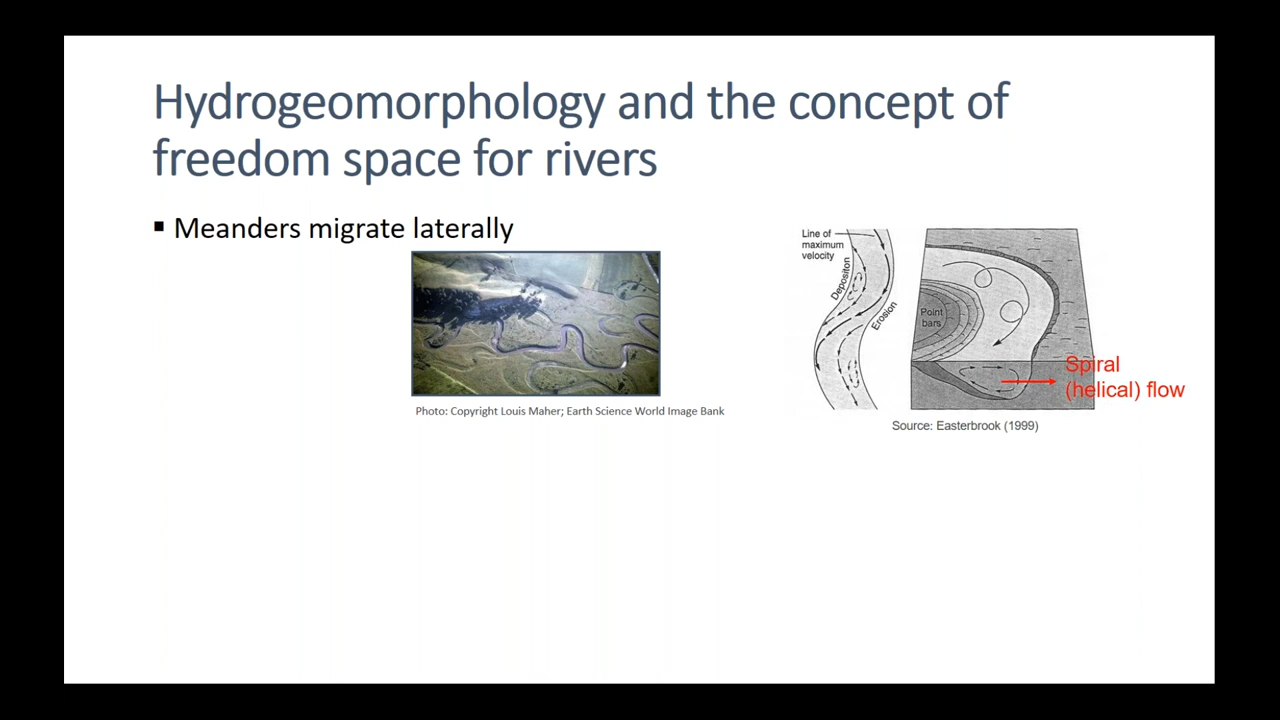 Hydrogeomorphology and the concept of
freedom space for rivers
▪ Meanders migrate laterally
Photo: Copyright Louis Maher; Earth Science World Image Bank
Line of
maximum
velocity
Depositon
Erosion
Point
bars
Spiral
(helical) flow
Source: Easterbrook (1999)